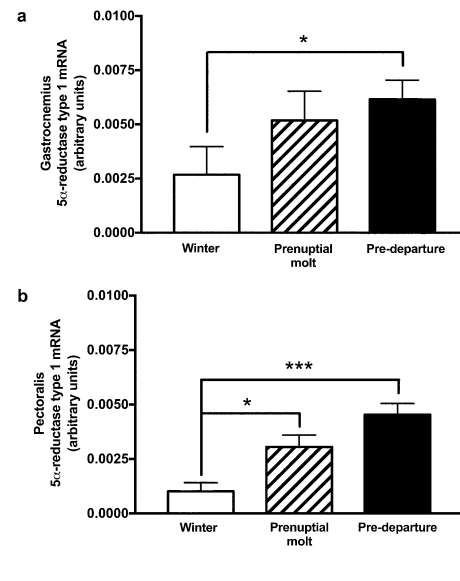 a
Gastrocnemius
5α-reductase type 1 mRNA
(arbitrary units)
0.0100
0.0075
0.0050
0.0025
0.0000
*
Winter
Prenuptial
molt
Pre-departure
b
Pectoralis
5α-reductase type 1 mRNA
(arbitrary units)
0.0100
0.0075
0.0050
0.0025
0.0000
***
*
Winter
Prenuptial
molt
Pre-departure